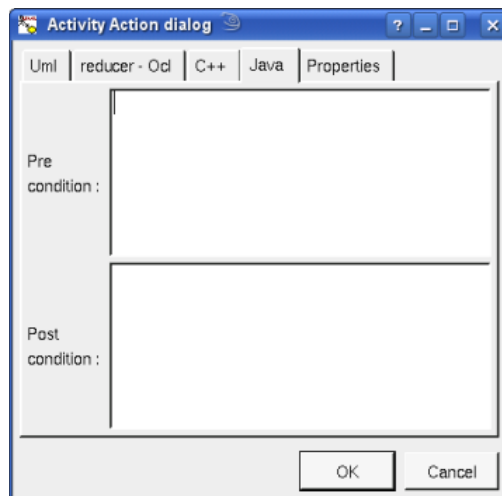 Activity Action dialog
Uml reducer - Ocl C++ Java Properties
Pre
condition :
Post
condition :
OK Cancel